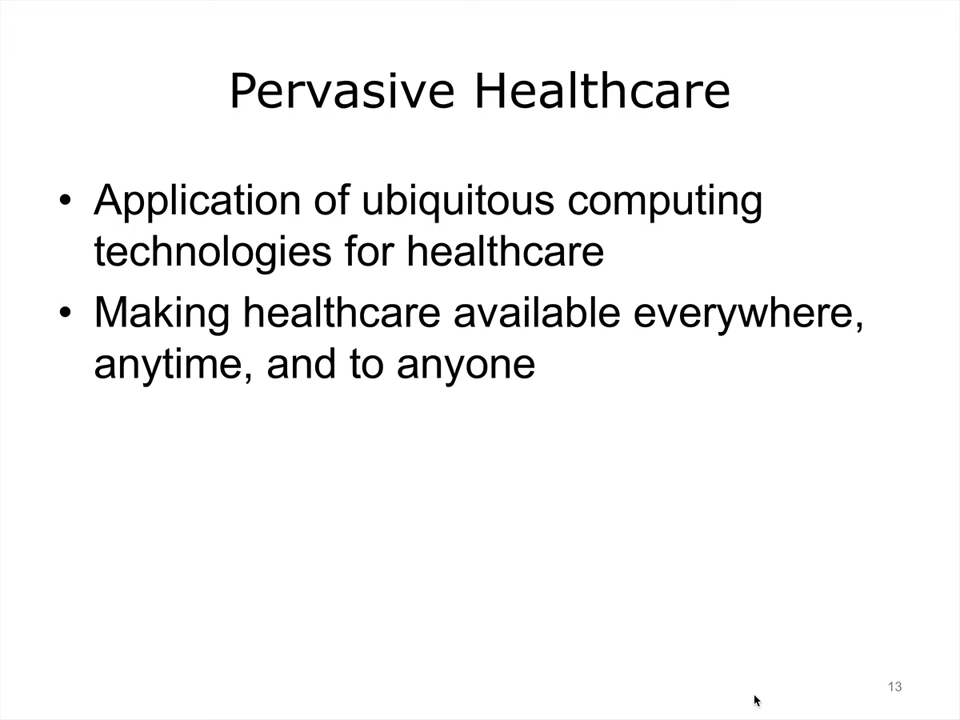 Pervasive Healthcare
• Application of ubiquitous computing
technologies for healthcare
• Making healthcare available everywhere,
anytime, and to anyone
13